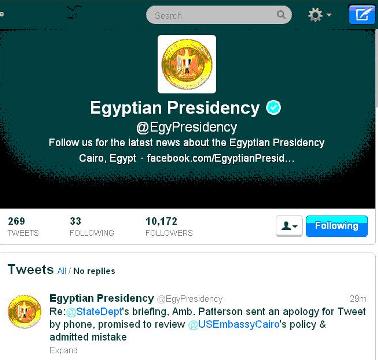 e
Search
Egyptian Presidency
@EgyPresidency
Follow us for the latest news about the Egyptian Presidency
Cairo, Egypt · facebook.com/EgyptianPresid...
269 33 10,172
TWEETS FOLLOWING FOLLOWERS
Following
Tweets All / No replies
Egyptian Presidency @EgyPresidency 29m
Re:@StateDept's briefing, Amb. Patterson sent an apology for Tweet
by phone, promised to review @USEmbassyCairo's policy &
admitted mistake
Expand